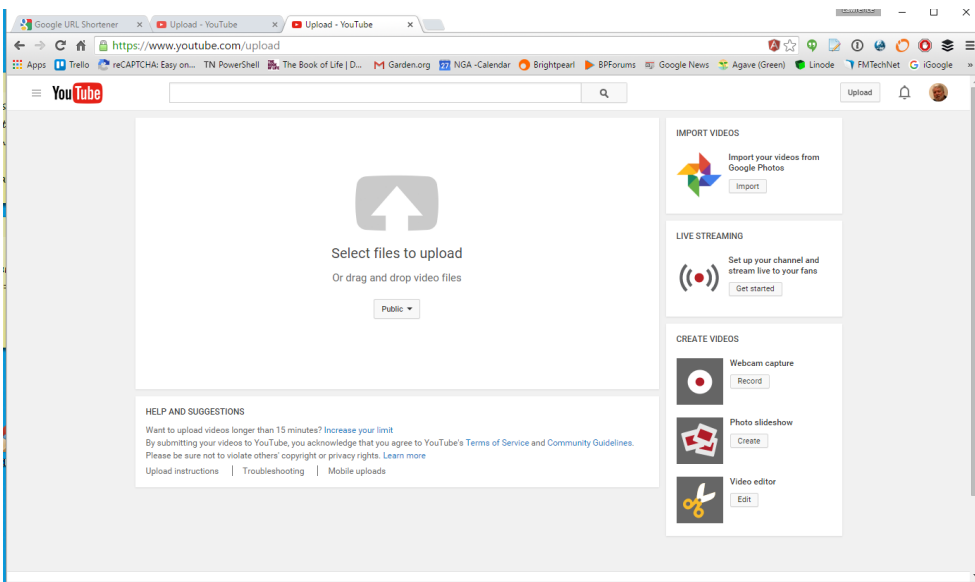 Google URL Shortener
Upload - YouTube
Upload - YouTube
https://www.youtube.com/upload
Apps Trello reCAPTCHA: Easy on... TN PowerShell The Book of Life | D... Garden.org 27 NGA -Calendar Brightpearl BPForums Google News Agave (Green) Linode FMTechNet G iGoogle »
YouTube
Upload
IMPORT VIDEOS
Import your videos from
Google Photos
Import
Select files to upload
Or drag and drop video files
Public
LIVE STREAMING
Set up your channel and
stream live to your fans
Get started
CREATE VIDEOS
Webcam capture
Record
Photo slideshow
Create
Video editor
Edit
HELP AND SUGGESTIONS
Want to upload videos longer than 15 minutes? Increase your limit
By submitting your videos to YouTube, you acknowledge that you agree to YouTube's Terms of Service and Community Guidelines.
Please be sure not to violate others' copyright or privacy rights. Learn more
Upload instructions | Troubleshooting | Mobile uploads